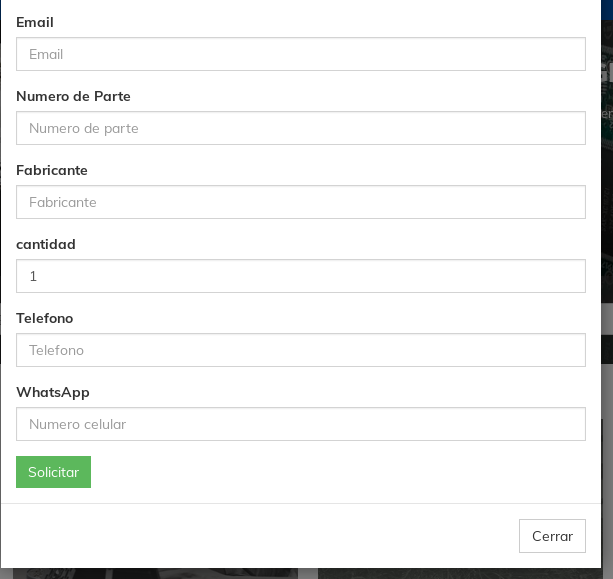 Email
Email
Numero de Parte
Numero de parte
Fabricante
Fabricante
cantidad
1
Telefono
Telefono
WhatsApp
Numero celular
Solicitar
Cerrar